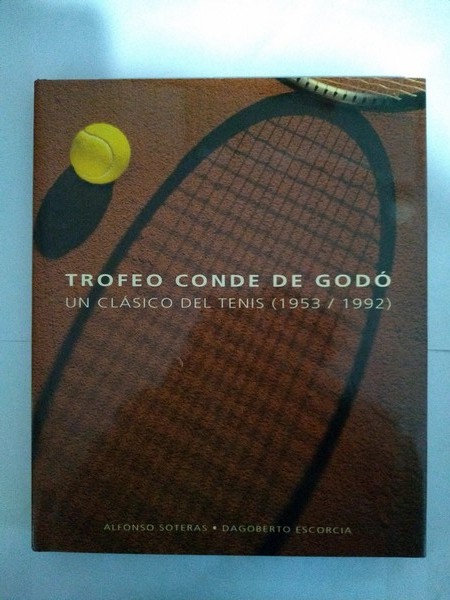 TROFEO CONDE DE GODÓ
UN CLÁSICO DEL TENIS (1953 / 1992)
ALFONSO SOTERAS • DAGOBERTO ESCORCIA